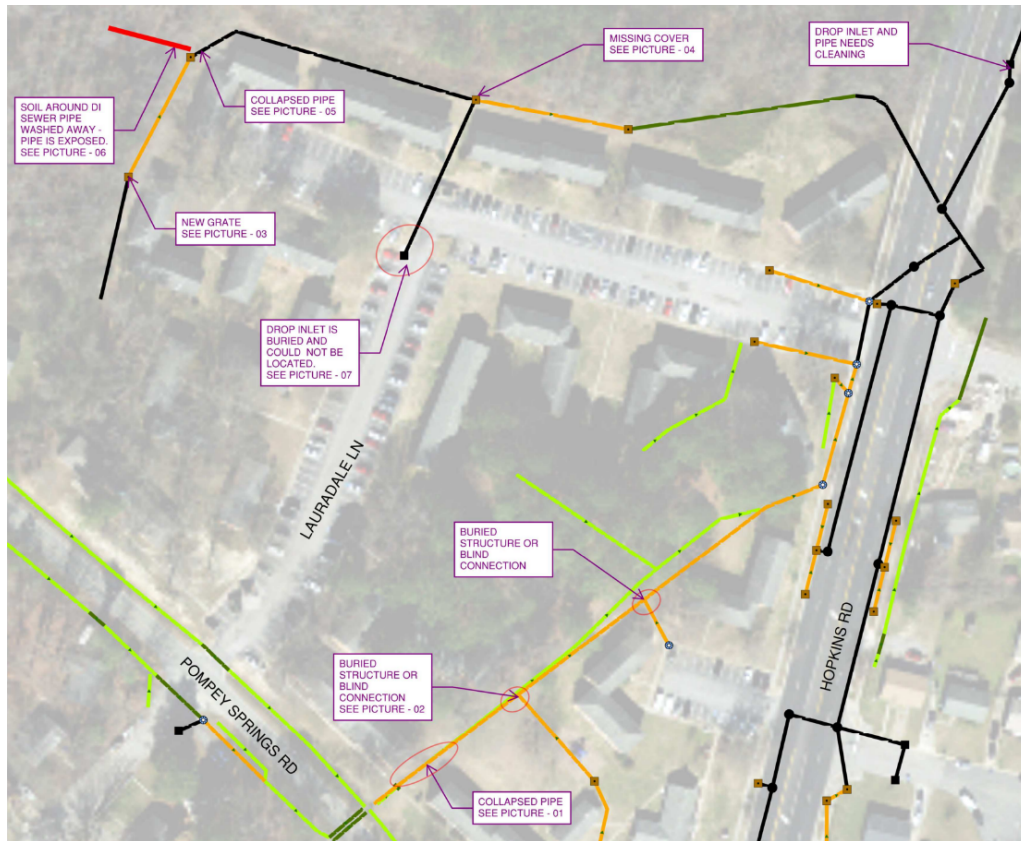 MISSING COVER
SEE PICTURE - 04
DROP INLET AND
PIPE NEEDS
CLEANING
SOIL AROUND DI
SEWER PIPE
WASHED AWAY -
PIPE IS EXPOSED.
SEE PICTURE - 06
COLLAPSED PIPE
SEE PICTURE - 05
NEW GRATE
SEE PICTURE - 03
DROP INLET IS
BURIED AND
COULD NOT BE
LOCATED.
SEE PICTURE - 07
LAURADALE LN
BURIED
STRUCTURE OR
BLIND
CONNECTION
HOPKINS RD
POMPEY SPRINGS RD
BURIED
STRUCTURE OR
BLIND
CONNECTION
SEE PICTURE - 02
COLLAPSED PIPE
SEE PICTURE - 01